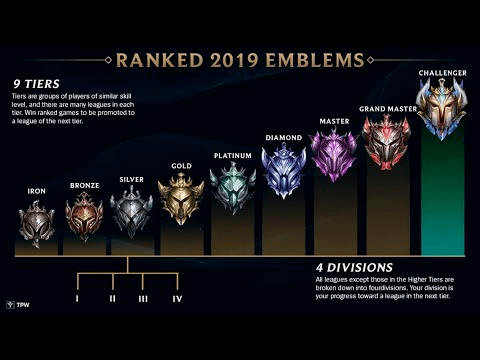 RANKED 2019 EMBLEMS
9 TIERS
Tiers are groups of players of similar skill
level, and there are many leagues in each
tier. Win ranked games to be promoted to
a league of the next tier.
CHALLENGER
GRAND MASTER
MASTER
DIAMOND
PLATINUM
GOLD
SILVER
BRONZE
IRON
I II III IV
4 DIVISIONS
All leagues except those in the Higher Tiers are
broken down into fourdivisions. Your division is
your progress toward a league in the next tier.
TPW